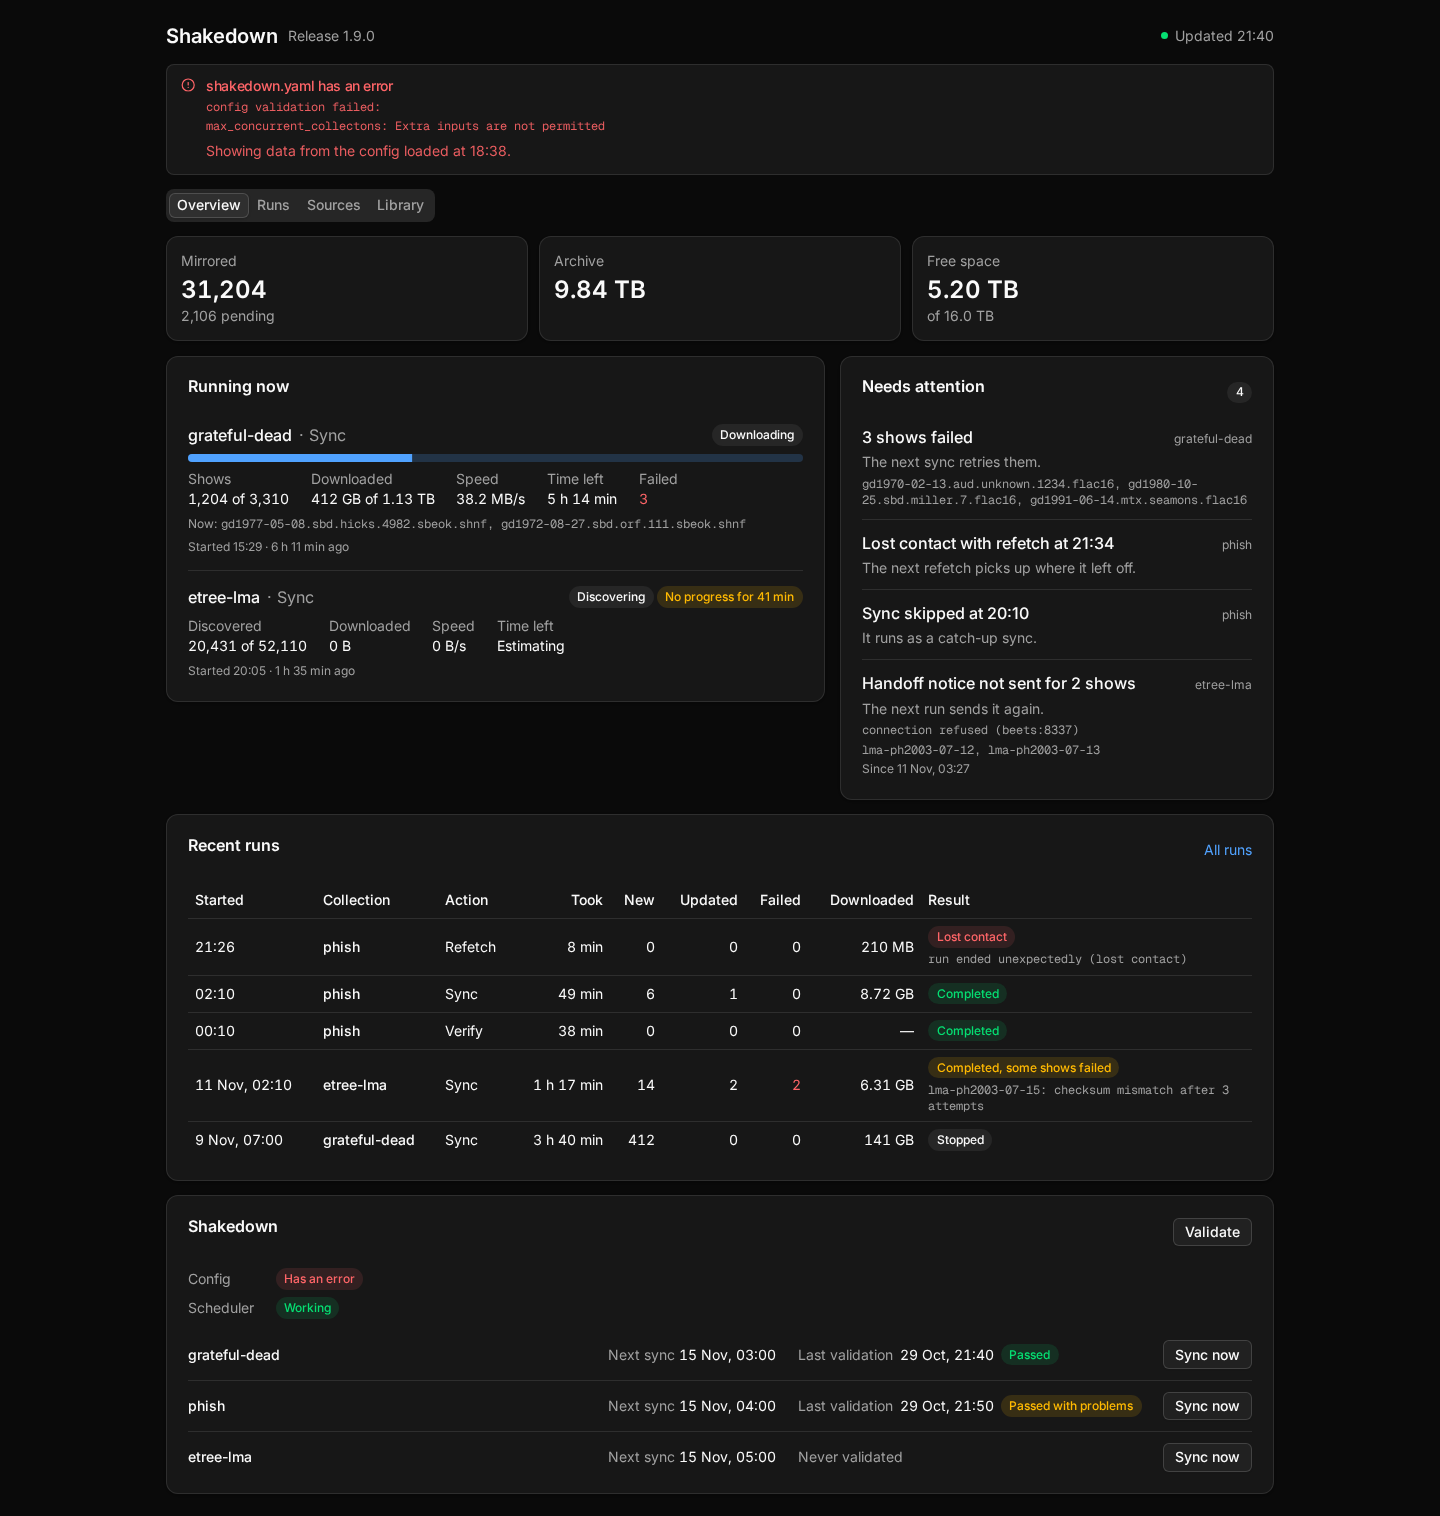 Shakedown Release 1.9.0
Updated 21:40
shakedown.yaml has an error
config validation failed:
max_concurrent_collectons: Extra inputs are not permitted
Showing data from the config loaded at 18:38.
Overview Runs Sources Library
Mirrored
31,204
2,106 pending
Archive
9.84 TB
Free space
5.20 TB
of 16.0 TB
Running now
grateful-dead · Sync
Downloading
Shows Downloaded Speed Time left Failed
1,204 of 3,310 412 GB of 1.13 TB 38.2 MB/s 5 h 14 min 3
Now: gd1977-05-08.sbd.hicks.4982.sbeok.shnf, gd1972-08-27.sbd.orf.111.sbeok.shnf
Started 15:29 · 6 h 11 min ago
etree-lma · Sync
Discovering No progress for 41 min
Discovered Downloaded Speed Time left
20,431 of 52,110 0 B 0 B/s Estimating
Started 20:05 · 1 h 35 min ago
Needs attention
4
3 shows failed
grateful-dead
The next sync retries them.
gd1970-02-13.aud.unknown.1234.flac16, gd1980-10-
25.sbd.miller.7.flac16, gd1991-06-14.mtx.seamons.flac16
Lost contact with refetch at 21:34
phish
The next refetch picks up where it left off.
Sync skipped at 20:10
phish
It runs as a catch-up sync.
Handoff notice not sent for 2 shows
etree-lma
The next run sends it again.
connection refused (beets:8337)
lma-ph2003-07-12, lma-ph2003-07-13
Since 11 Nov, 03:27
Recent runs
All runs
Started Collection Action Took New Updated Failed Downloaded Result
21:26 phish Refetch 8 min 0 0 0 210 MB Lost contact
run ended unexpectedly (lost contact)
02:10 phish Sync 49 min 6 1 0 8.72 GB Completed
00:10 phish Verify 38 min 0 0 0 — Completed
11 Nov, 02:10 etree-lma Sync 1 h 17 min 14 2 2 6.31 GB Completed, some shows failed
lma-ph2003-07-15: checksum mismatch after 3
attempts
9 Nov, 07:00 grateful-dead Sync 3 h 40 min 412 0 0 141 GB Stopped
Shakedown
Validate
Config Has an error
Scheduler Working
grateful-dead Next sync 15 Nov, 03:00 Last validation 29 Oct, 21:40 Passed Sync now
phish Next sync 15 Nov, 04:00 Last validation 29 Oct, 21:50 Passed with problems Sync now
etree-lma Next sync 15 Nov, 05:00 Never validated Sync now